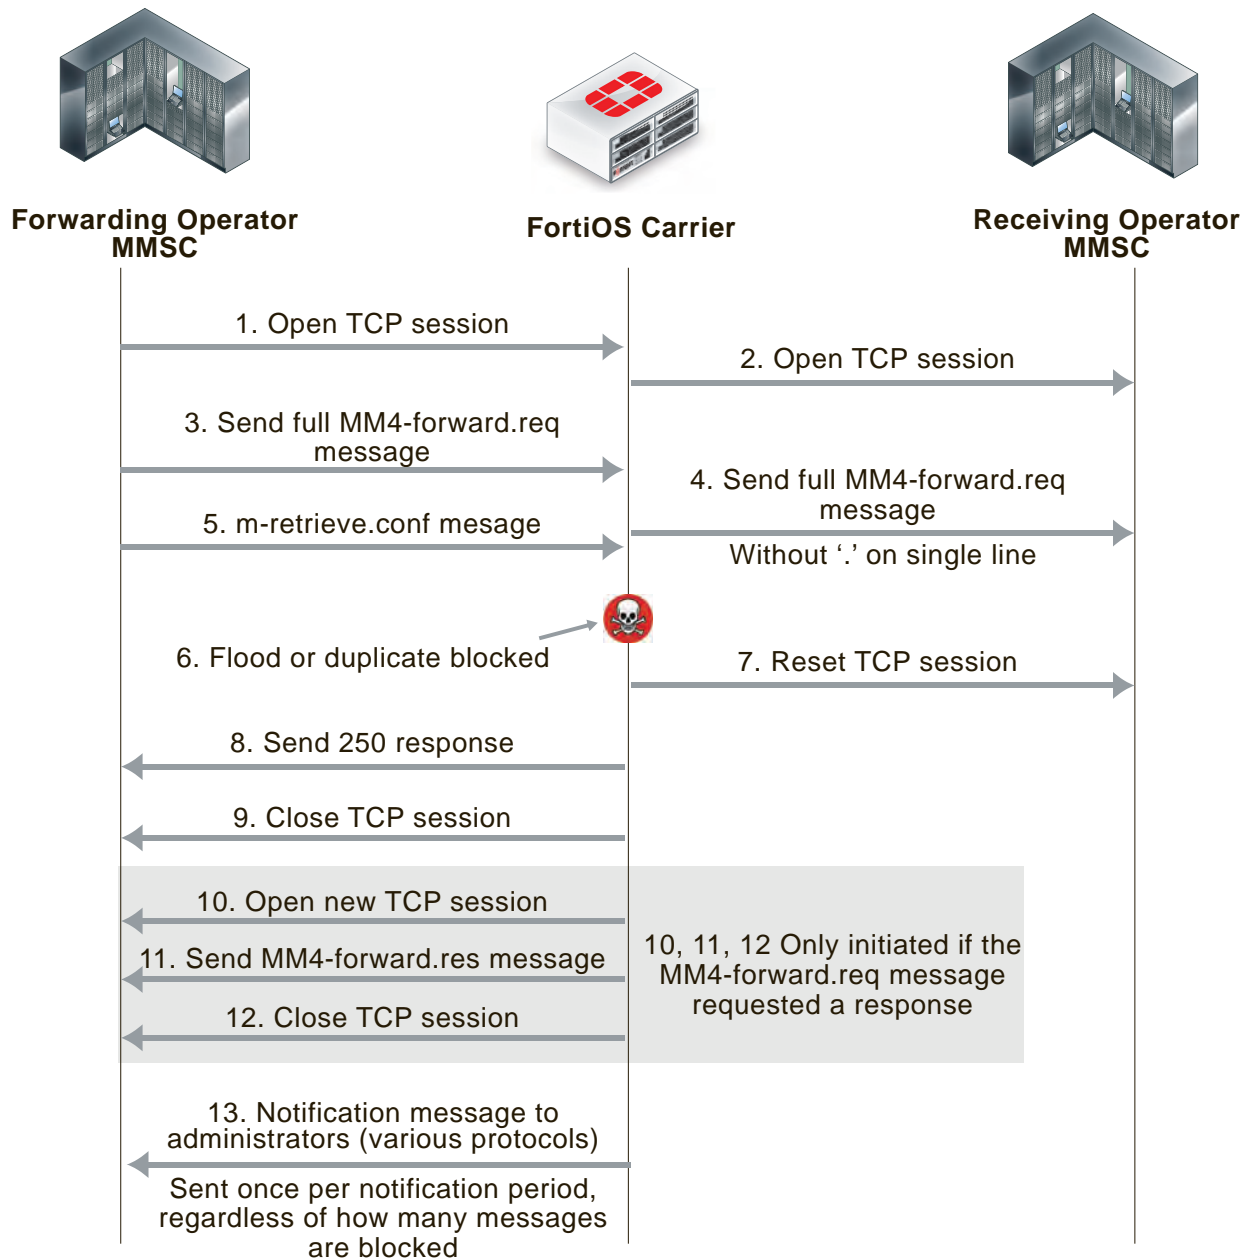 Forwarding Operator
MMSC
FortiOS Carrier
Receiving Operator
MMSC
1. Open TCP session
2. Open TCP session
3. Send full MM4-forward.req
message
4. Send full MM4-forward.req
message
5. m-retrieve.conf mesage
Without ‘.’ on single line
6. Flood or duplicate blocked
7. Reset TCP session
8. Send 250 response
9. Close TCP session
10. Open new TCP session
11. Send MM4-forward.res message
12. Close TCP session
10, 11, 12 Only initiated if the
MM4-forward.req message
requested a response
13. Notification message to
administrators (various protocols)
Sent once per notification period,
regardless of how many messages
are blocked